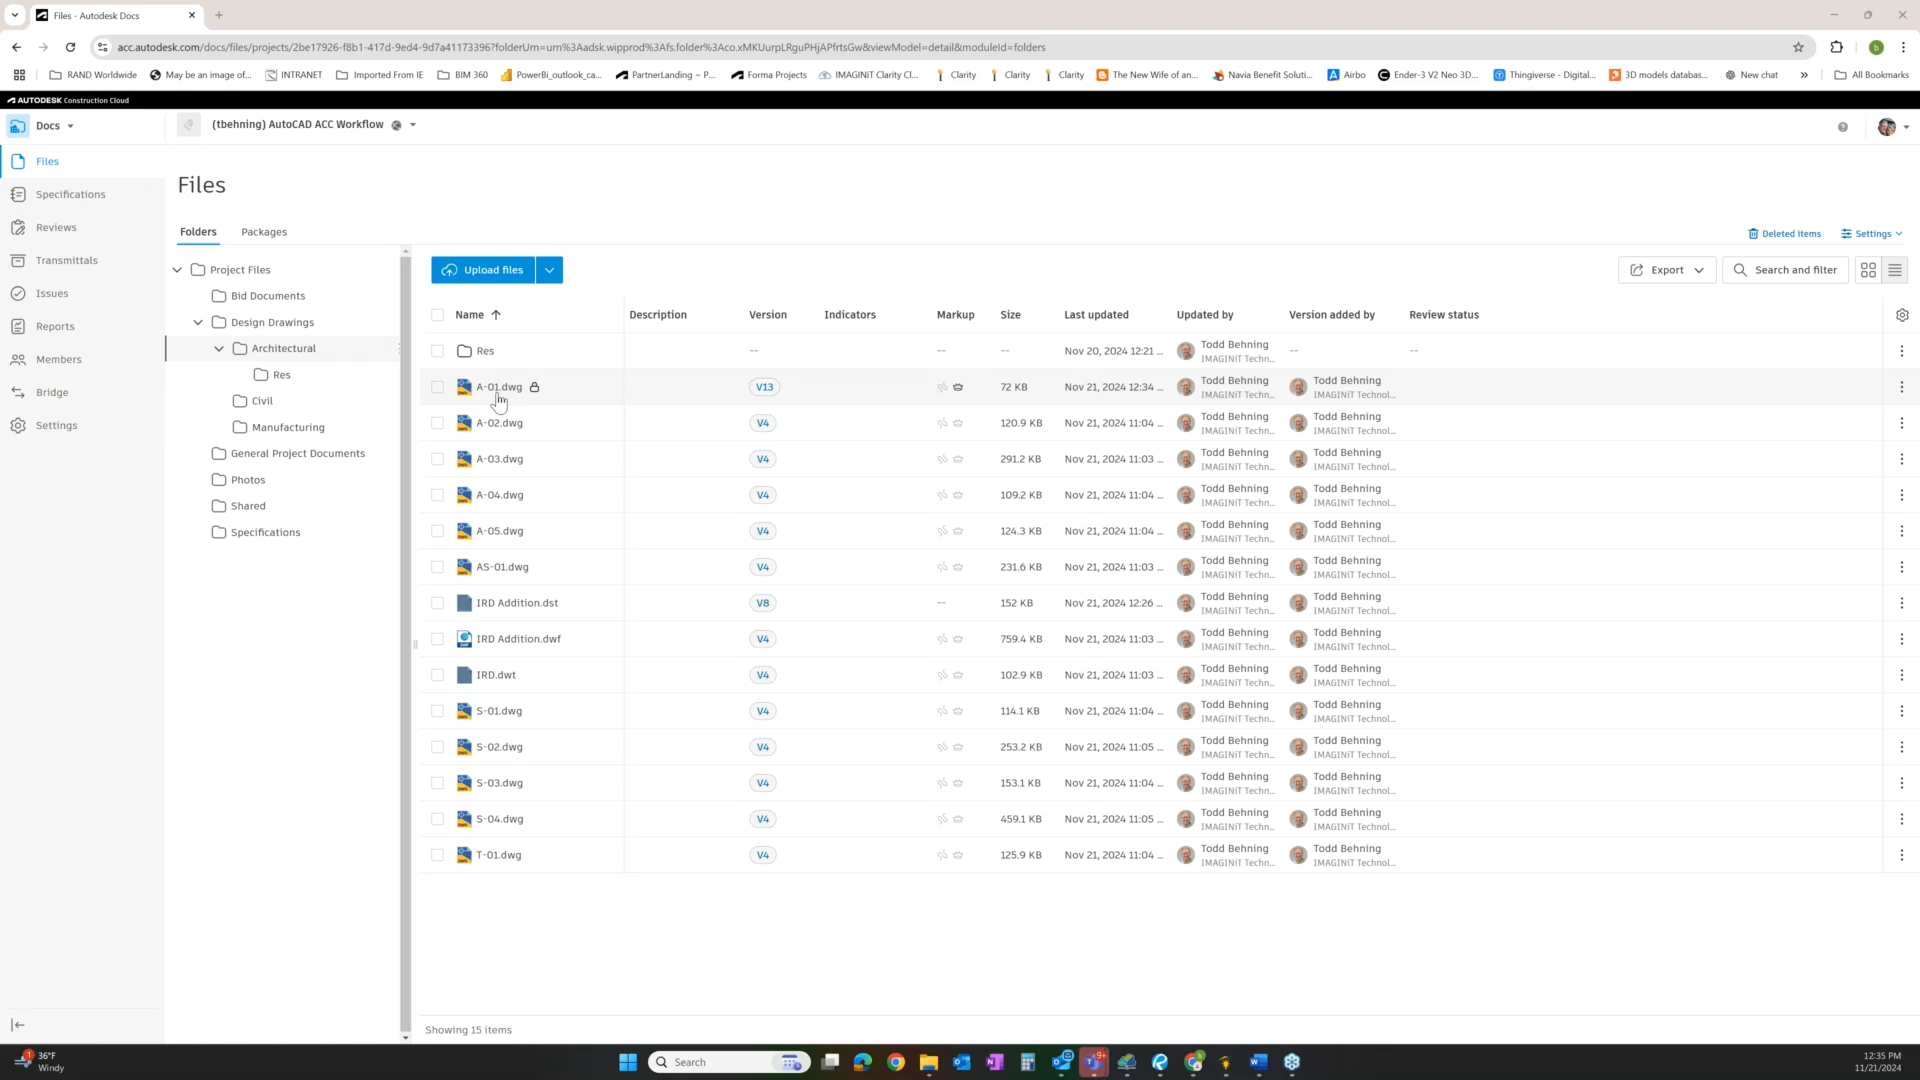 Files - Autodesk Docs
acc.autodesk.com/docs/files/projects/2be17926-f8b1-417d-9ed4-9d7a41173396?folderUrn=urn%3Aadsk.wipprod%3Afs.folder%3Aco.xMKUurpLRguPHjAPfrtsGw&viewModel=detail&moduleId=folders
b
RAND Worldwide May be an image of... INTRANET Imported From IE BIM 360 PowerBi_outlook_ca... PartnerLanding ~ P... Forma Projects IMAGINiT Clarity Cl... Clarity Clarity Clarity The New Wife of an... Navia Benefit Soluti... Airbo Ender-3 V2 Neo 3D... Thingiverse - Digital... 3D models databas... New chat » All Bookmarks
AUTODESK Construction Cloud
Docs (tbehning) AutoCAD ACC Workflow
Files
Specifications
Reviews
Transmittals
Issues
Reports
Members
Bridge
Settings
Files
Folders Packages
Deleted items Settings
Project Files
Bid Documents
Design Drawings
Architectural
Res
Civil
Manufacturing
General Project Documents
Photos
Shared
Specifications
Upload files Export Search and filter
Name Description Version Indicators Markup Size Last updated Updated by Version added by Review status
Res -- -- -- Nov 20, 2024 12:21 ... Todd Behning IMAGINiT Techn... -- --
A-01.dwg V13 72 KB Nov 21, 2024 12:34 ... Todd Behning IMAGINiT Techn... Todd Behning IMAGINiT Technol...
A-02.dwg V4 120.9 KB Nov 21, 2024 11:04 ... Todd Behning IMAGINiT Techn... Todd Behning IMAGINiT Technol...
A-03.dwg V4 291.2 KB Nov 21, 2024 11:03 ... Todd Behning IMAGINiT Techn... Todd Behning IMAGINiT Technol...
A-04.dwg V4 109.2 KB Nov 21, 2024 11:04 ... Todd Behning IMAGINiT Techn... Todd Behning IMAGINiT Technol...
A-05.dwg V4 124.3 KB Nov 21, 2024 11:04 ... Todd Behning IMAGINiT Techn... Todd Behning IMAGINiT Technol...
AS-01.dwg V4 231.6 KB Nov 21, 2024 11:03 ... Todd Behning IMAGINiT Techn... Todd Behning IMAGINiT Technol...
IRD Addition.dst V8 -- 152 KB Nov 21, 2024 12:26 ... Todd Behning IMAGINiT Techn... Todd Behning IMAGINiT Technol...
IRD Addition.dwf V4 759.4 KB Nov 21, 2024 11:03 ... Todd Behning IMAGINiT Techn... Todd Behning IMAGINiT Technol...
IRD.dwt V4 102.9 KB Nov 21, 2024 11:03 ... Todd Behning IMAGINiT Techn... Todd Behning IMAGINiT Technol...
S-01.dwg V4 114.1 KB Nov 21, 2024 11:04 ... Todd Behning IMAGINiT Techn... Todd Behning IMAGINiT Technol...
S-02.dwg V4 253.2 KB Nov 21, 2024 11:05 ... Todd Behning IMAGINiT Techn... Todd Behning IMAGINiT Technol...
S-03.dwg V4 153.1 KB Nov 21, 2024 11:04 ... Todd Behning IMAGINiT Techn... Todd Behning IMAGINiT Technol...
S-04.dwg V4 459.1 KB Nov 21, 2024 11:05 ... Todd Behning IMAGINiT Techn... Todd Behning IMAGINiT Technol...
T-01.dwg V4 125.9 KB Nov 21, 2024 11:04 ... Todd Behning IMAGINiT Techn... Todd Behning IMAGINiT Technol...
Showing 15 items
1 36°F
Windy
Search
9+
12:35 PM
11/21/2024